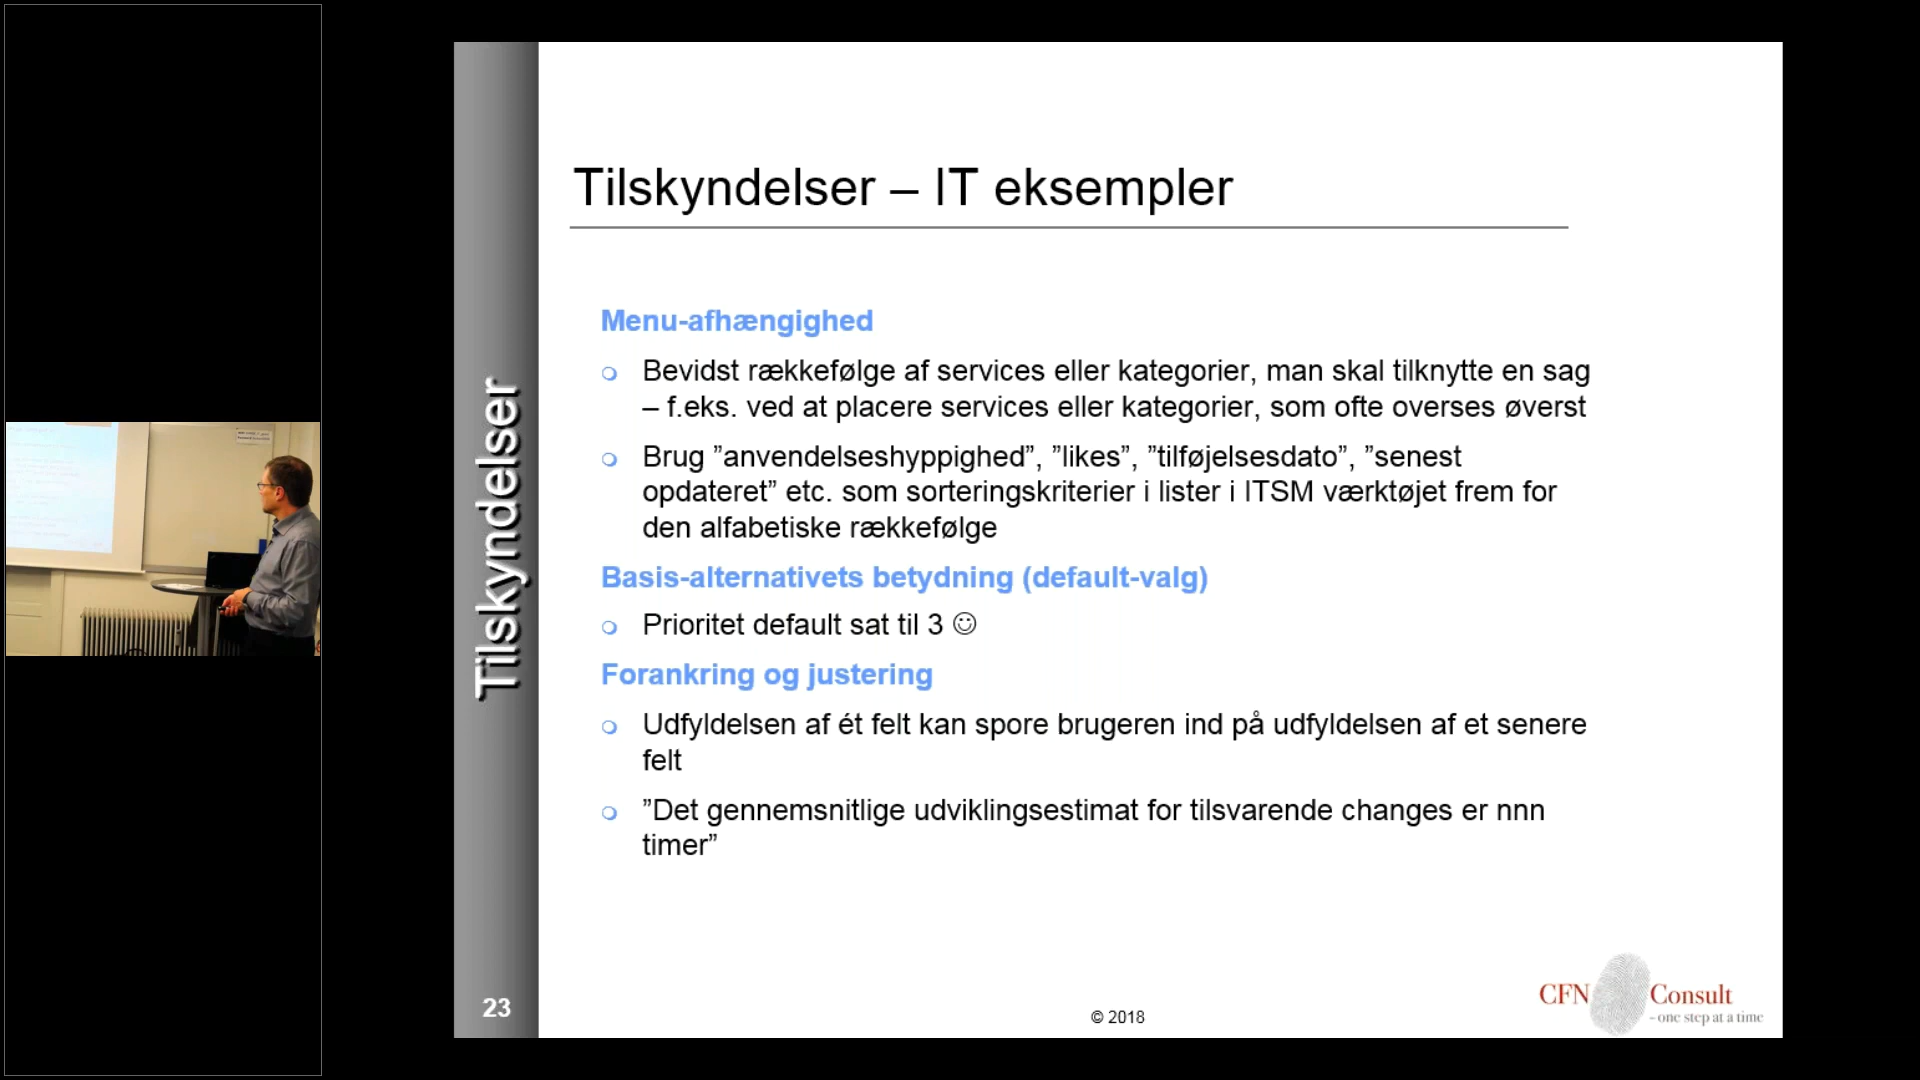 Tilskyndelser – IT eksempler
Menu-afhængighed
Bevidst rækkefølge af services eller kategorier, man skal tilknytte en sag
– f.eks. ved at placere services eller kategorier, som ofte overses øverst
Brug ”anvendelseshyppighed”, ”likes”, ”tilføjelsesdato”, ”senest
opdateret” etc. som sorteringskriterier i lister i ITSM værktøjet frem for
den alfabetiske rækkefølge
Basis-alternativets betydning (default-valg)
Prioritet default sat til 3 ☺
Forankring og justering
Udfyldelsen af ét felt kan spore brugeren ind på udfyldelsen af et senere
felt
”Det gennemsnitlige udviklingsestimat for tilsvarende changes er nnn
timer”
Tilskyndelser
23
© 2018
CFN Consult
- one step at a time